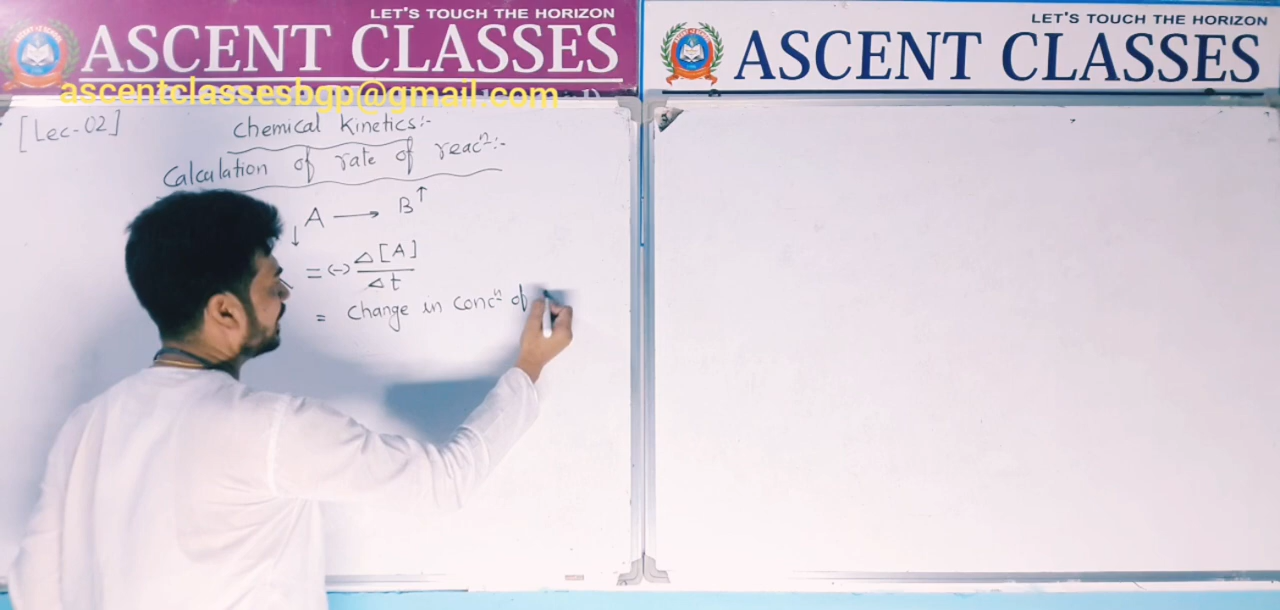 LET'S TOUCH THE HORIZON
ASCENT CLASSES
ascentclassesbgp@gmail.com
LET'S TOUCH THE HORIZON
ASCENT CLASSES
[Lec-02]
Chemical Kinetics:-
Calculation of rate of reacⁿ:-
A → B ↑
↓
= (-) Δ[A]
Δt
= Change in concⁿ of